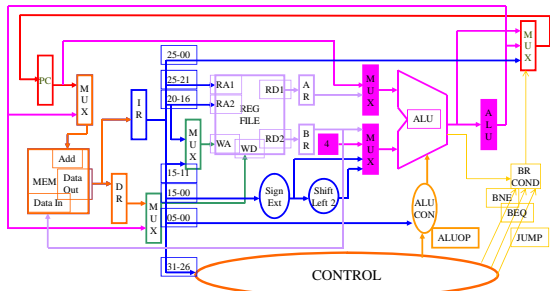 25-00
M
U
X
PC
M
U
X
I
R
25-21
RA1
RD1
A
R
M
U
X
20-16
RA2
REG
FILE
ALU
A
L
U
M
U
X
WA
WD
RD2
B
R
4
M
U
X
Add
MEM
Data
Out
Data In
D
R
M
U
X
15-11
15-00
Sign
Ext
Shift
Left 2
BR
COND
05-00
ALU
CON
BNE
BEQ
ALUOP
JUMP
31-26
CONTROL